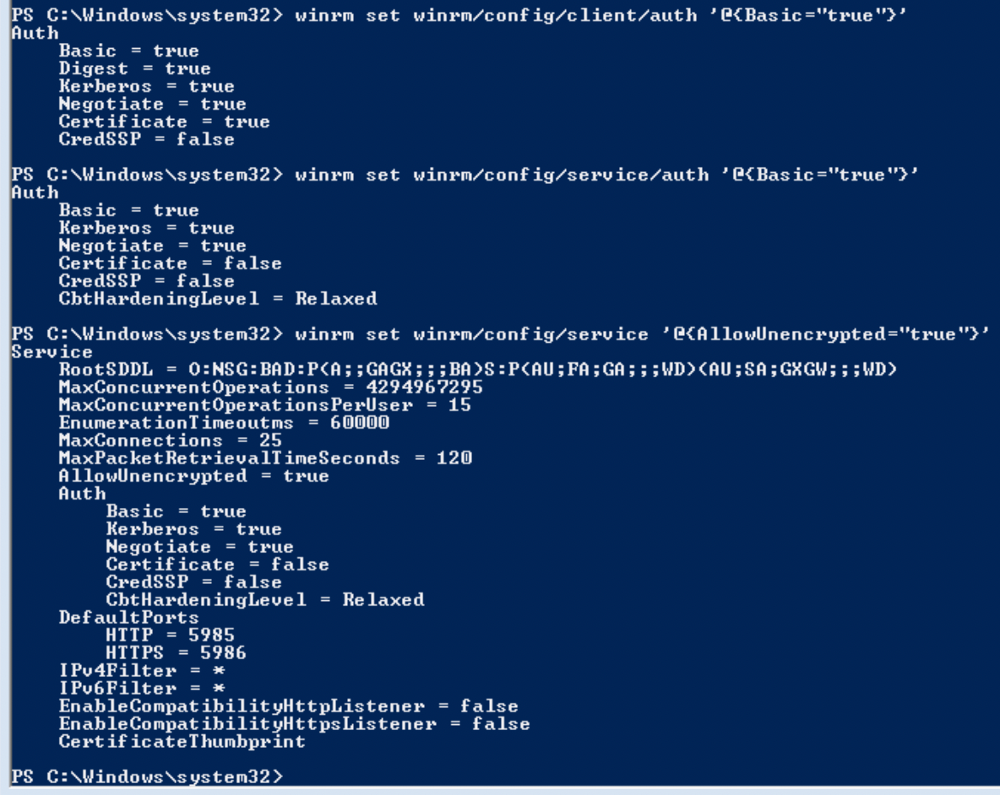 PS C:\Windows\system32> winrm set winrm/config/client/auth '@{Basic="true"}'
Auth
    Basic = true
    Digest = true
    Kerberos = true
    Negotiate = true
    Certificate = true
    CredSSP = false

PS C:\Windows\system32> winrm set winrm/config/service/auth '@{Basic="true"}'
Auth
    Basic = true
    Kerberos = true
    Negotiate = true
    Certificate = false
    CredSSP = false
    CbtHardeningLevel = Relaxed

PS C:\Windows\system32> winrm set winrm/config/service '@{AllowUnencrypted="true"}'
Service
    RootSDDL = O:NSG:BAD:P(A;;GAGX;;;BA)S:P(AU;FA;GA;;;WD)(AU;SA;GXGW;;;WD)
    MaxConcurrentOperations = 4294967295
    MaxConcurrentOperationsPerUser = 15
    EnumerationTimeoutms = 60000
    MaxConnections = 25
    MaxPacketRetrievalTimeSeconds = 120
    AllowUnencrypted = true
    Auth
        Basic = true
        Kerberos = true
        Negotiate = true
        Certificate = false
        CredSSP = false
        CbtHardeningLevel = Relaxed
    DefaultPorts
        HTTP = 5985
        HTTPS = 5986
    IPv4Filter = *
    IPv6Filter = *
    EnableCompatibilityHttpListener = false
    EnableCompatibilityHttpsListener = false
    CertificateThumbprint

PS C:\Windows\system32>